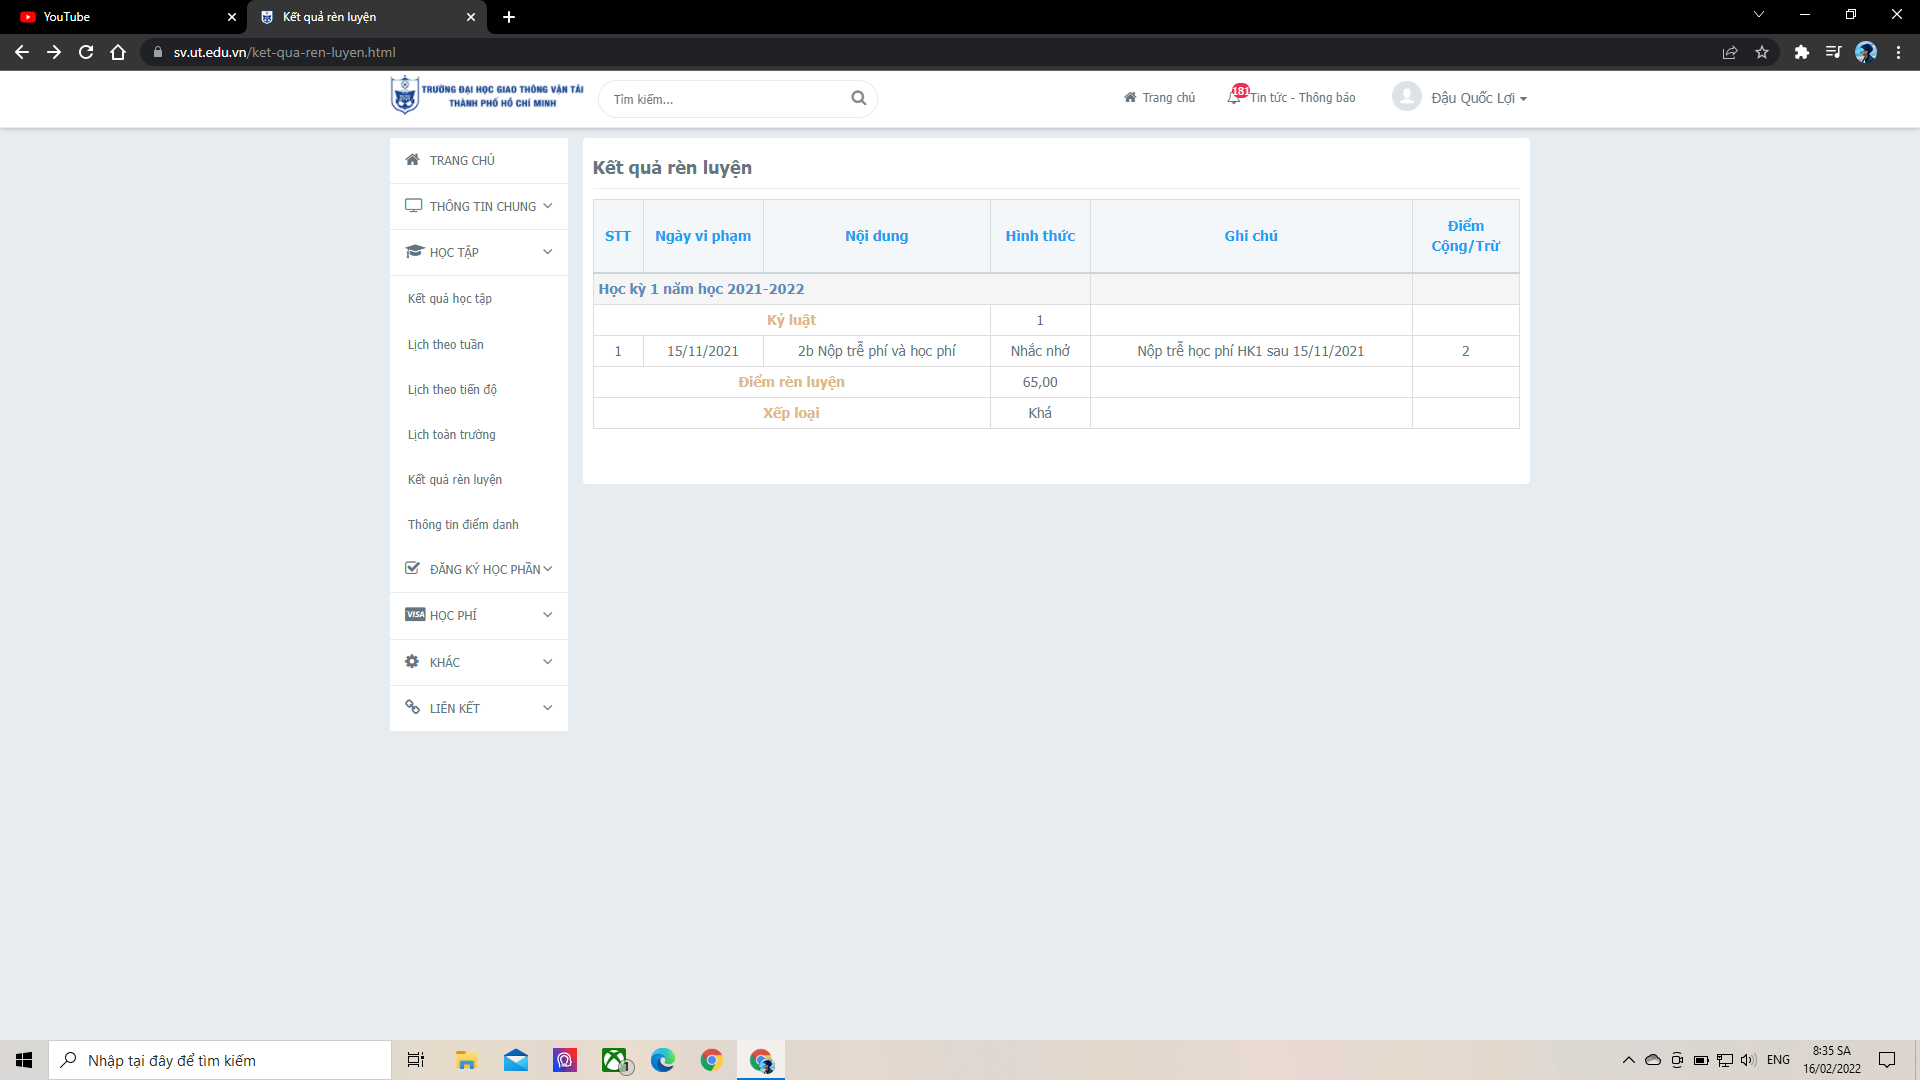 YouTube
Kết quả rèn luyện
sv.ut.edu.vn/ket-qua-ren-luyen.html
TRƯỜNG ĐẠI HỌC GIAO THÔNG VẬN TẢI
THÀNH PHỐ HỒ CHÍ MINH
Tìm kiếm...
Trang chủ
181
Tin tức - Thông báo
Đậu Quốc Lợi
TRANG CHỦ
THÔNG TIN CHUNG
HỌC TẬP
Kết quả học tập
Lịch theo tuần
Lịch theo tiến độ
Lịch toàn trường
Kết quả rèn luyện
Thông tin điểm danh
ĐĂNG KÝ HỌC PHẦN
VISA HỌC PHÍ
KHÁC
LIÊN KẾT
Kết quả rèn luyện
STT Ngày vi phạm Nội dung Hình thức Ghi chú Điểm Cộng/Trừ
Học kỳ 1 năm học 2021-2022
Kỷ luật 1
1 15/11/2021 2b Nộp trễ phí và học phí Nhắc nhở Nộp trễ học phí HK1 sau 15/11/2021 2
Điểm rèn luyện 65,00
Xếp loại Khá
Nhập tại đây để tìm kiếm
1
ENG
8:35 SA
16/02/2022